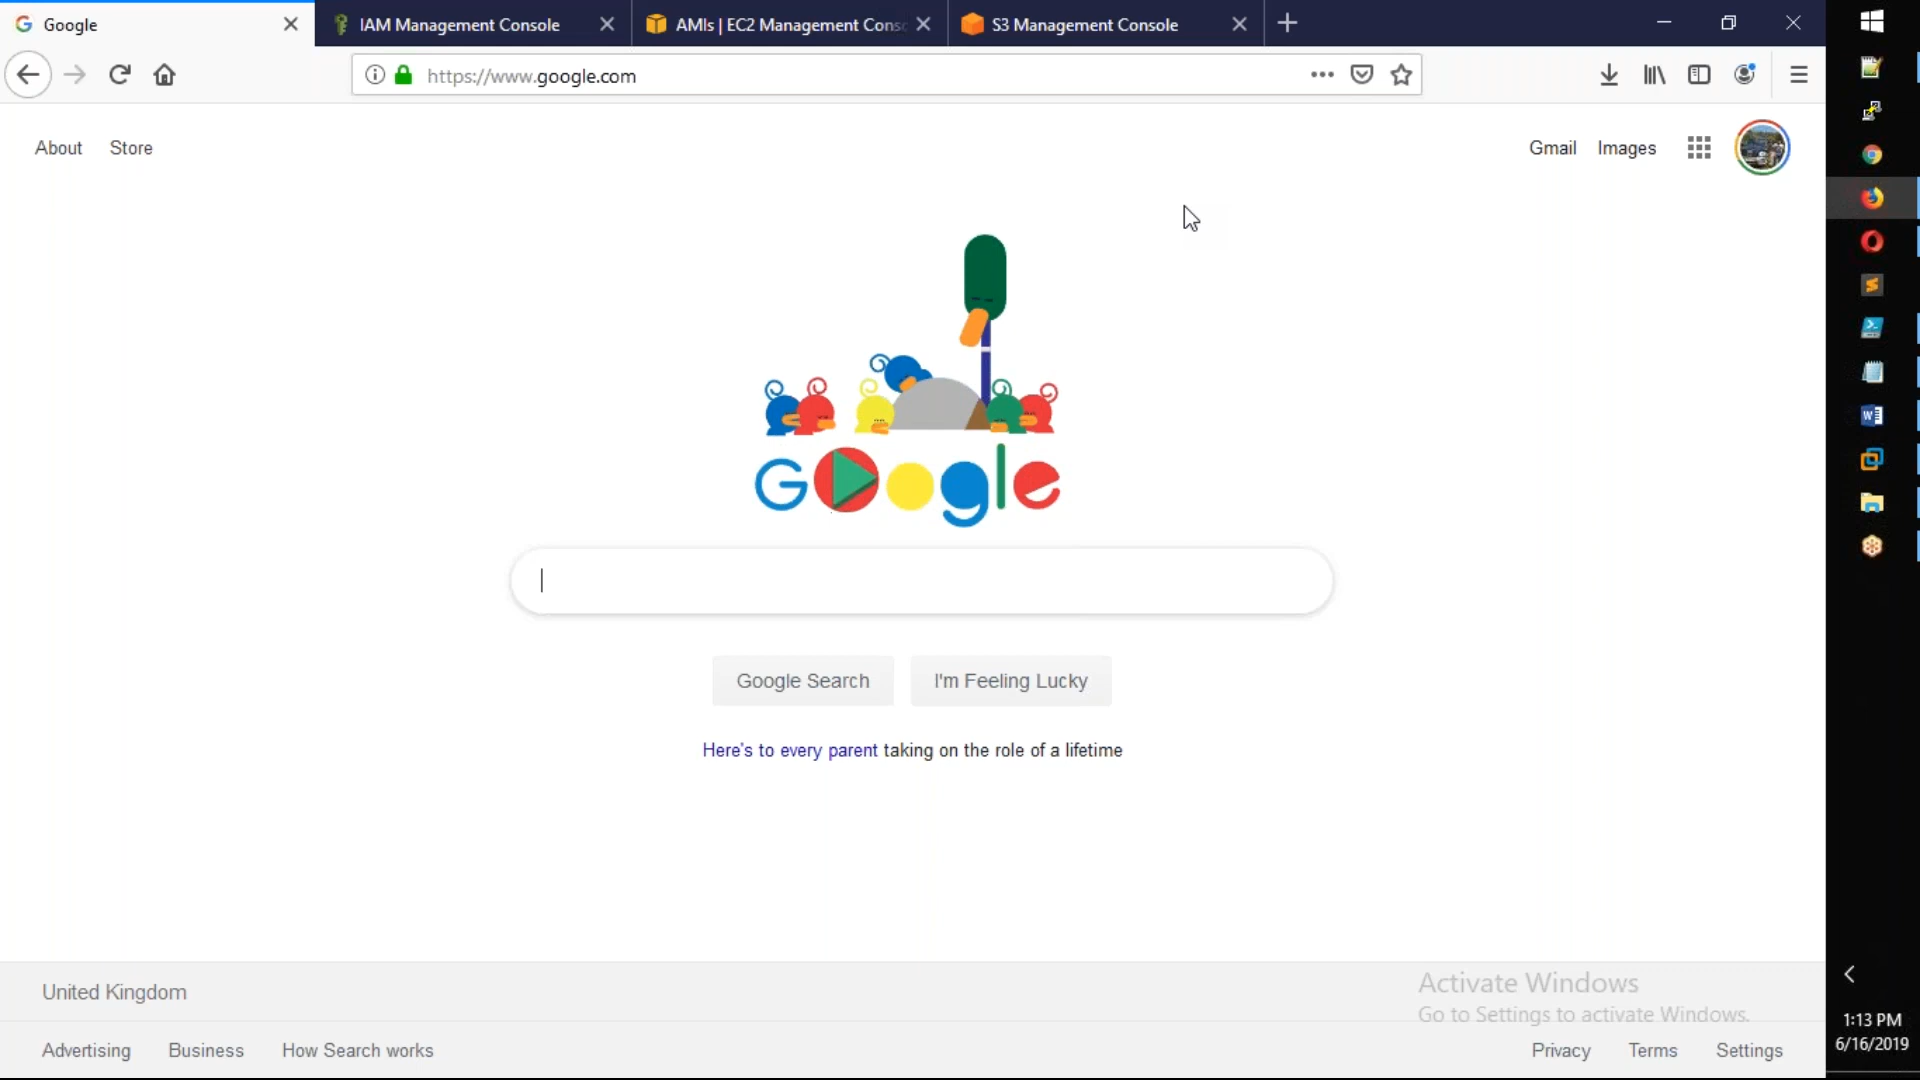 Google
IAM Management Console
AMIs | EC2 Management Conso
S3 Management Console
https://www.google.com
About Store
Gmail Images
Google
Google Search
I'm Feeling Lucky
Here's to every parent taking on the role of a lifetime
United Kingdom
Activate Windows
Go to Settings to activate Windows.
Advertising Business How Search works
Privacy Terms Settings
1:13 PM
6/16/2019